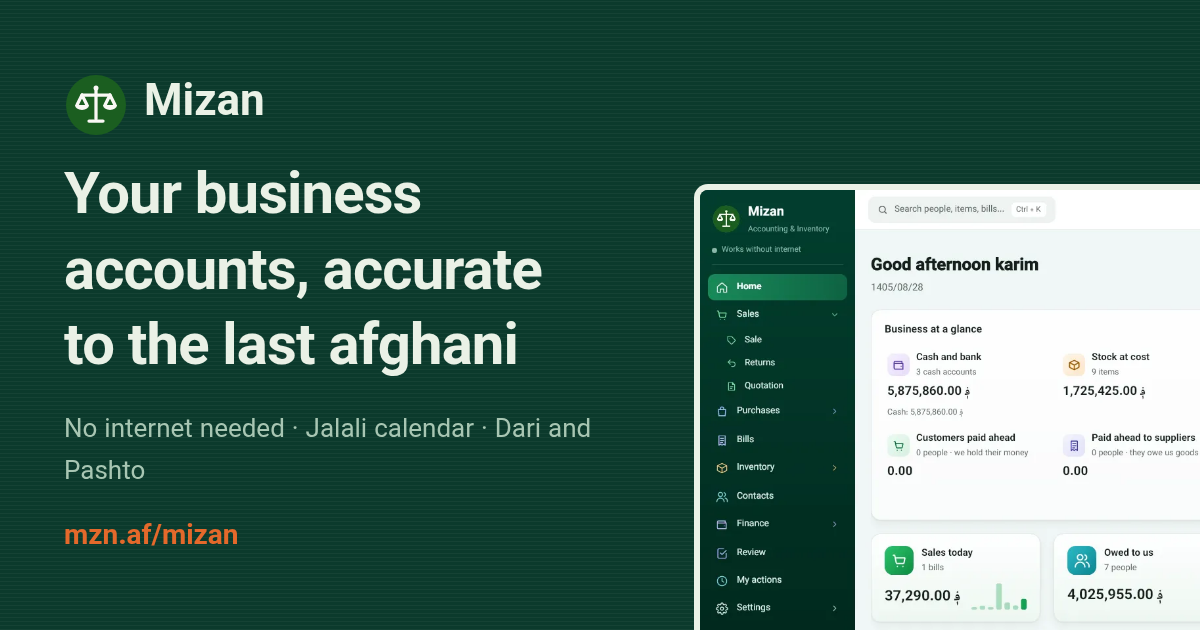 Mizan
Your business
accounts, accurate
to the last afghani
No internet needed · Jalali calendar · Dari and
Pashto
mzn.af/mizan
Mizan
Accounting & Inventory
Works without internet
Home
Sales
Sale
Returns
Quotation
Purchases
Bills
Inventory
Contacts
Finance
Review
My actions
Settings
Search people, items, bills... Ctrl + K
Good afternoon karim
1405/08/28
Business at a glance
Cash and bank
3 cash accounts
5,875,860.00 ؋
Cash: 5,875,860.00 ؋
Stock at cost
9 items
1,725,425.00 ؋
Customers paid ahead
0 people · we hold their money
0.00
Paid ahead to suppliers
0 people · they owe us goods
0.00
Sales today
1 bills
37,290.00 ؋
Owed to us
7 people
4,025,955.00 ؋